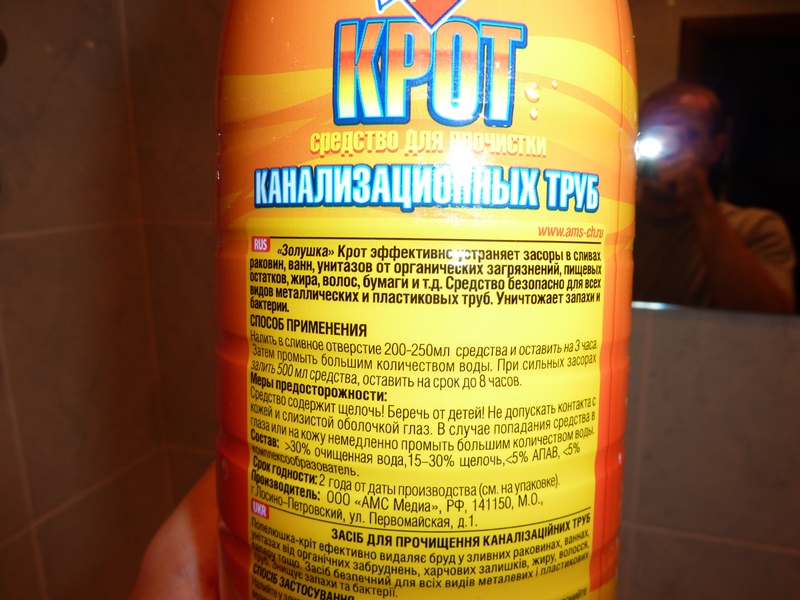 КРОТ
средство для прочистки
КАНАЛИЗАЦИОННЫХ ТРУБ
www.ams-ch.ru
RUS «Золушка» Крот эффективно устраняет засоры в сливах
раковин, ванн, унитазов от органических загрязнений, пищевых
остатков, жира, волос, бумаги и т.д. Средство безопасно для всех
видов металлических и пластиковых труб. Уничтожает запахи и
бактерии.
СПОСОБ ПРИМЕНЕНИЯ
Налить в сливное отверстие 200-250мл средства и оставить на 3 часа.
Затем промыть большим количеством воды. При сильных засорах
залить 500 мл средства, оставить на срок до 8 часов.
Меры предосторожности:
Средство содержит щелочь! Беречь от детей! Не допускать контакта с
кожей и слизистой оболочкой глаз. В случае попадания средства в
глаза или на кожу немедленно промыть большим количеством воды.
Состав: >30% очищенная вода, 15–30% щелочь, <5% АПАВ, <5%
комплексообразователь.
Срок годности: 2 года от даты производства (см. на упаковке).
Производитель: ООО «АМС Медиа», РФ, 141150, М.О.,
г.Лосино-Петровский, ул. Первомайская, д.1.
UKR
ЗАСІБ ДЛЯ ПРОЧИЩЕННЯ КАНАЛІЗАЦІЙНИХ ТРУБ
Попелюшка-кріт ефективно видаляє бруд у зливних раковинах, ваннах,
унітазах від органічних забруднень, харчових залишків, жиру, волосся,
паперу тощо. Засіб безпечний для всіх видів металевих і пластикових
труб. Знищує запахи та бактерії.
СПОСІБ ЗАСТОСУВАННЯ